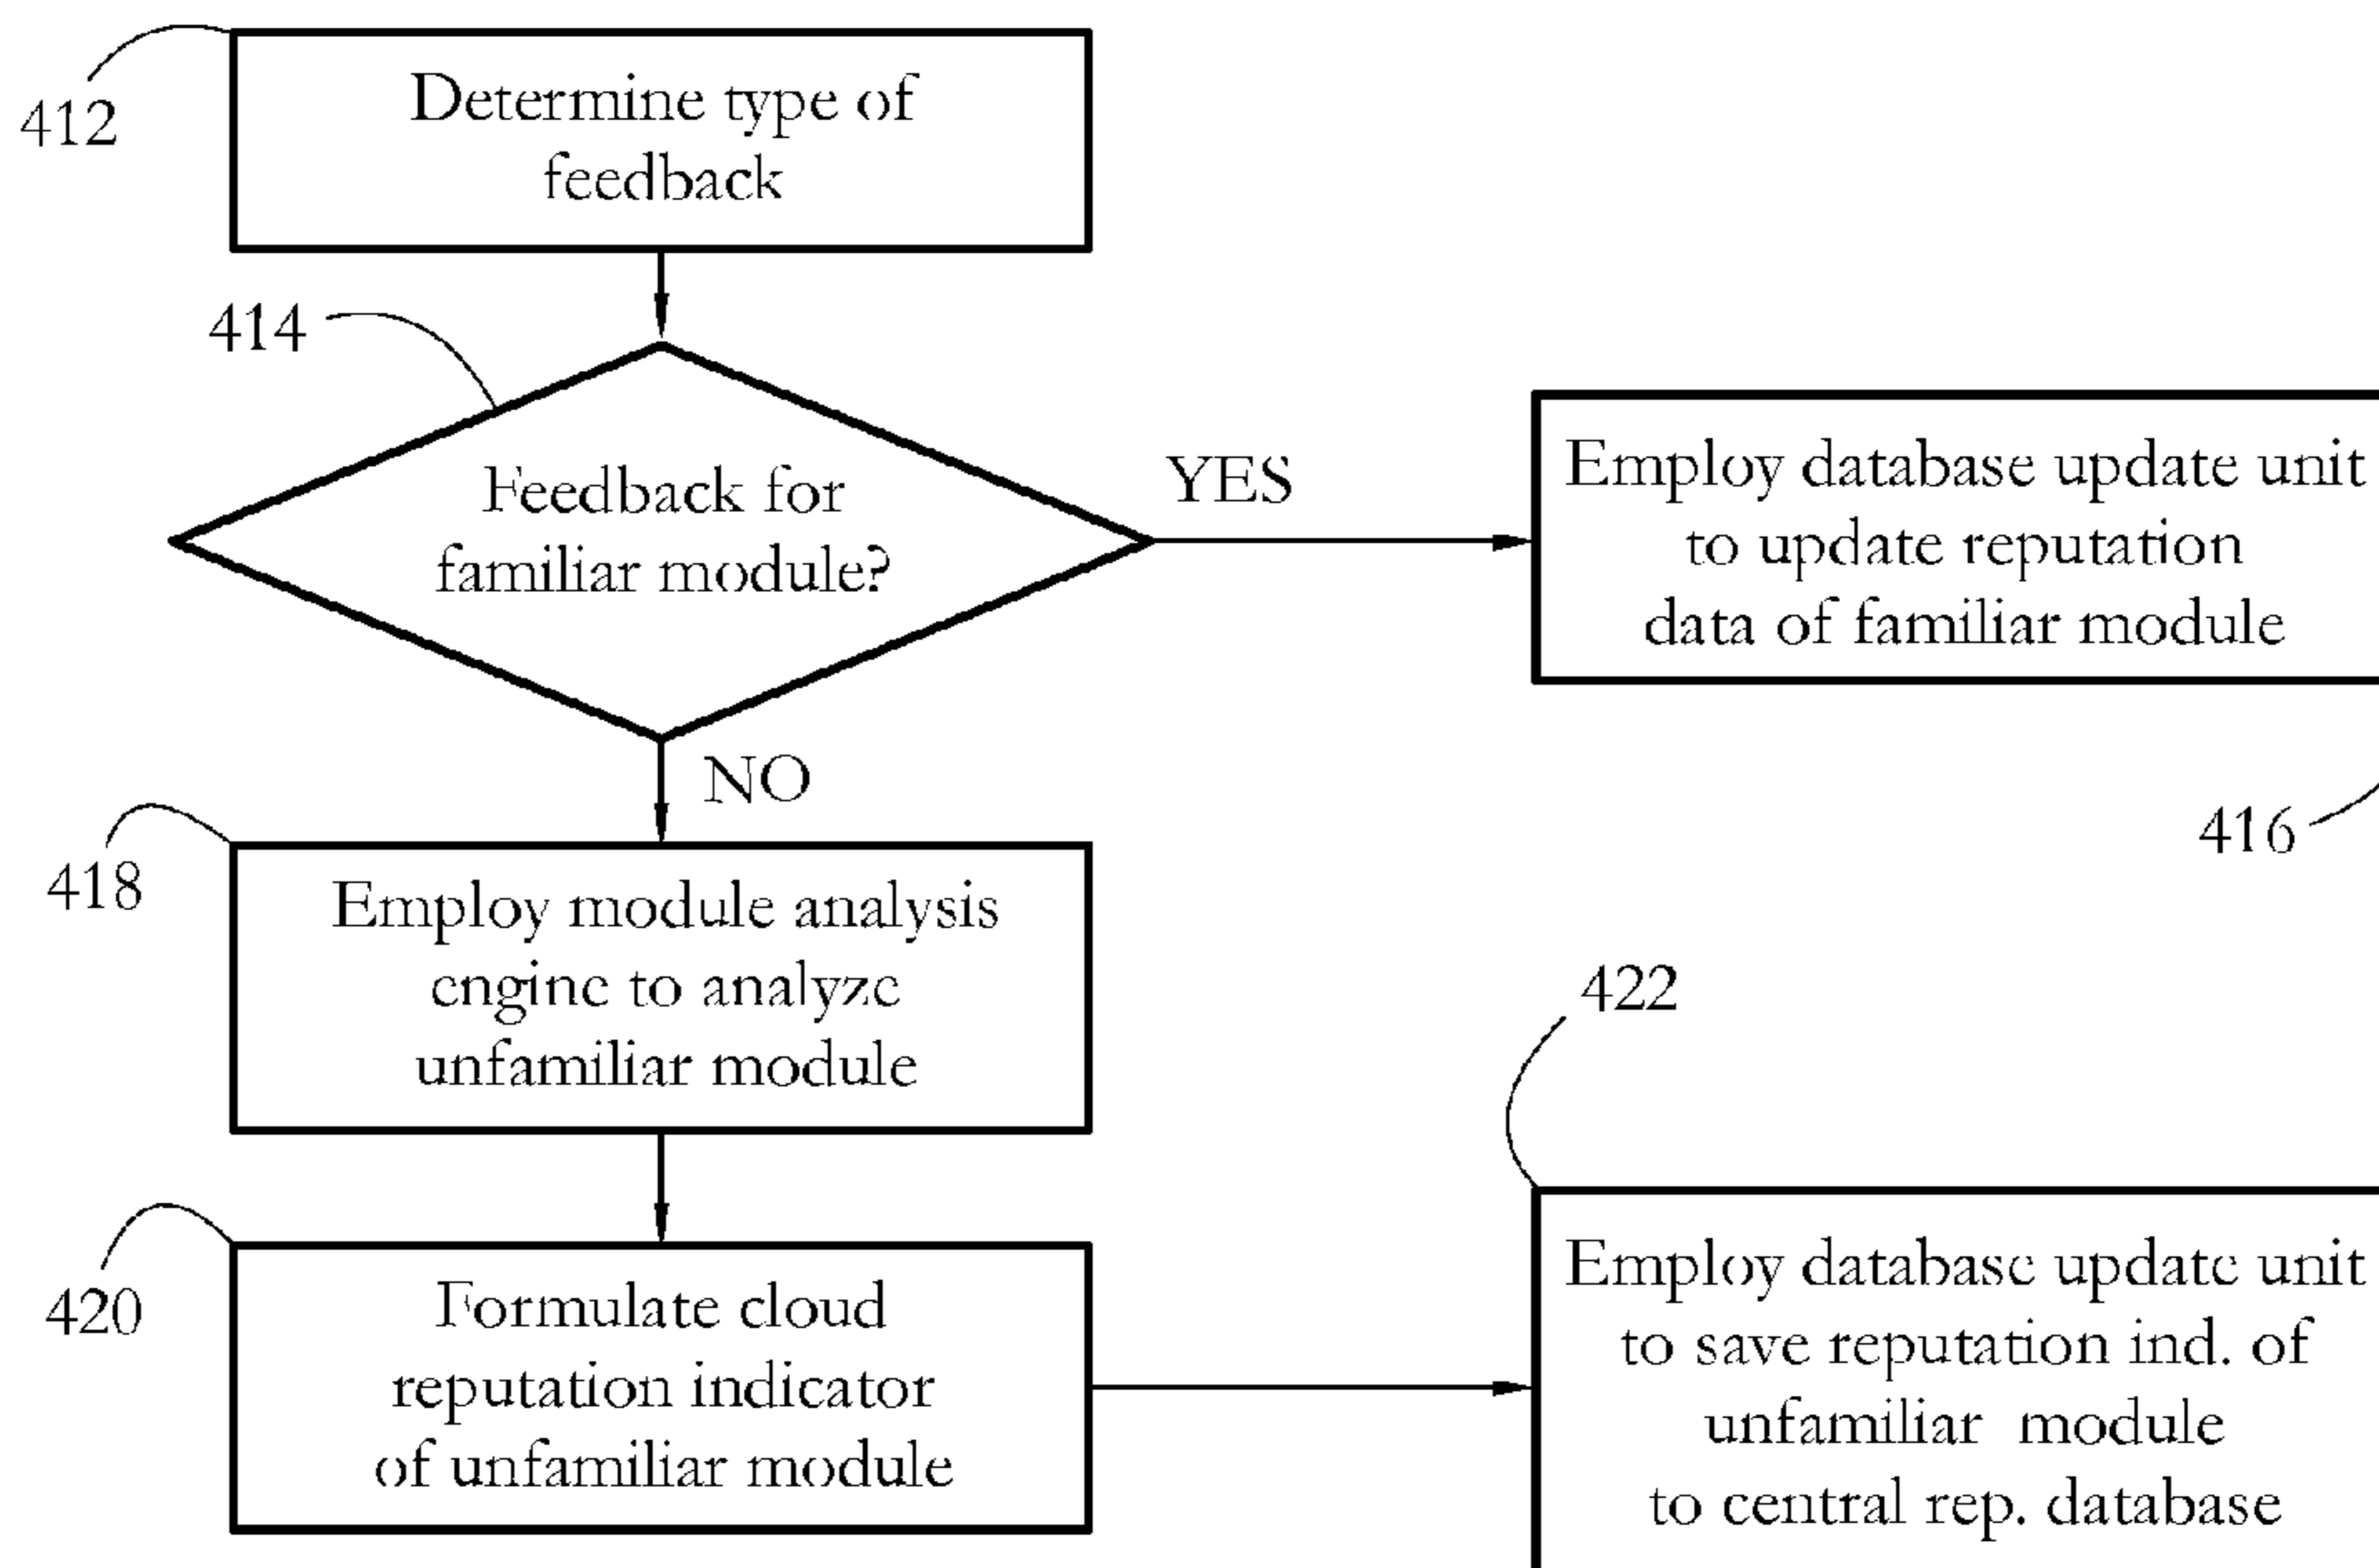 412
Determine type of
feedback
414
Feedback for
familiar module?
YES
Employ database update unit
to update reputation
data of familiar module
416
NO
418
Employ module analysis
engine to analyze
unfamiliar module
420
Formulate cloud
reputation indicator
of unfamiliar module
422
Employ database update unit
to save reputation ind. of
unfamiliar module
to central rep. database